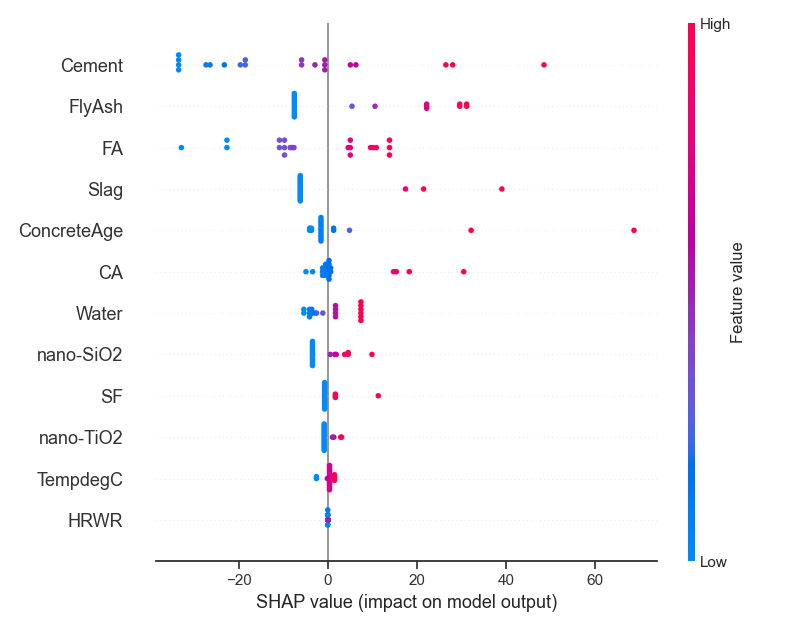 High
Cement
FlyAsh
FA
Slag
ConcreteAge
CA
Water
nano-SiO2
SF
nano-TiO2
TempdegC
HRWR
Feature value
Low
−20 0 20 40 60
SHAP value (impact on model output)